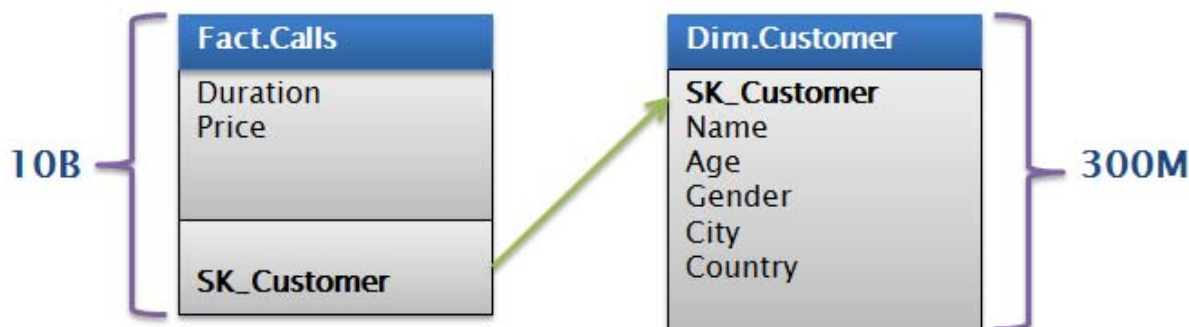 Fact.Calls
Duration
Price
SK_Customer
10B
Dim.Customer
SK_Customer
Name
Age
Gender
City
Country
300M